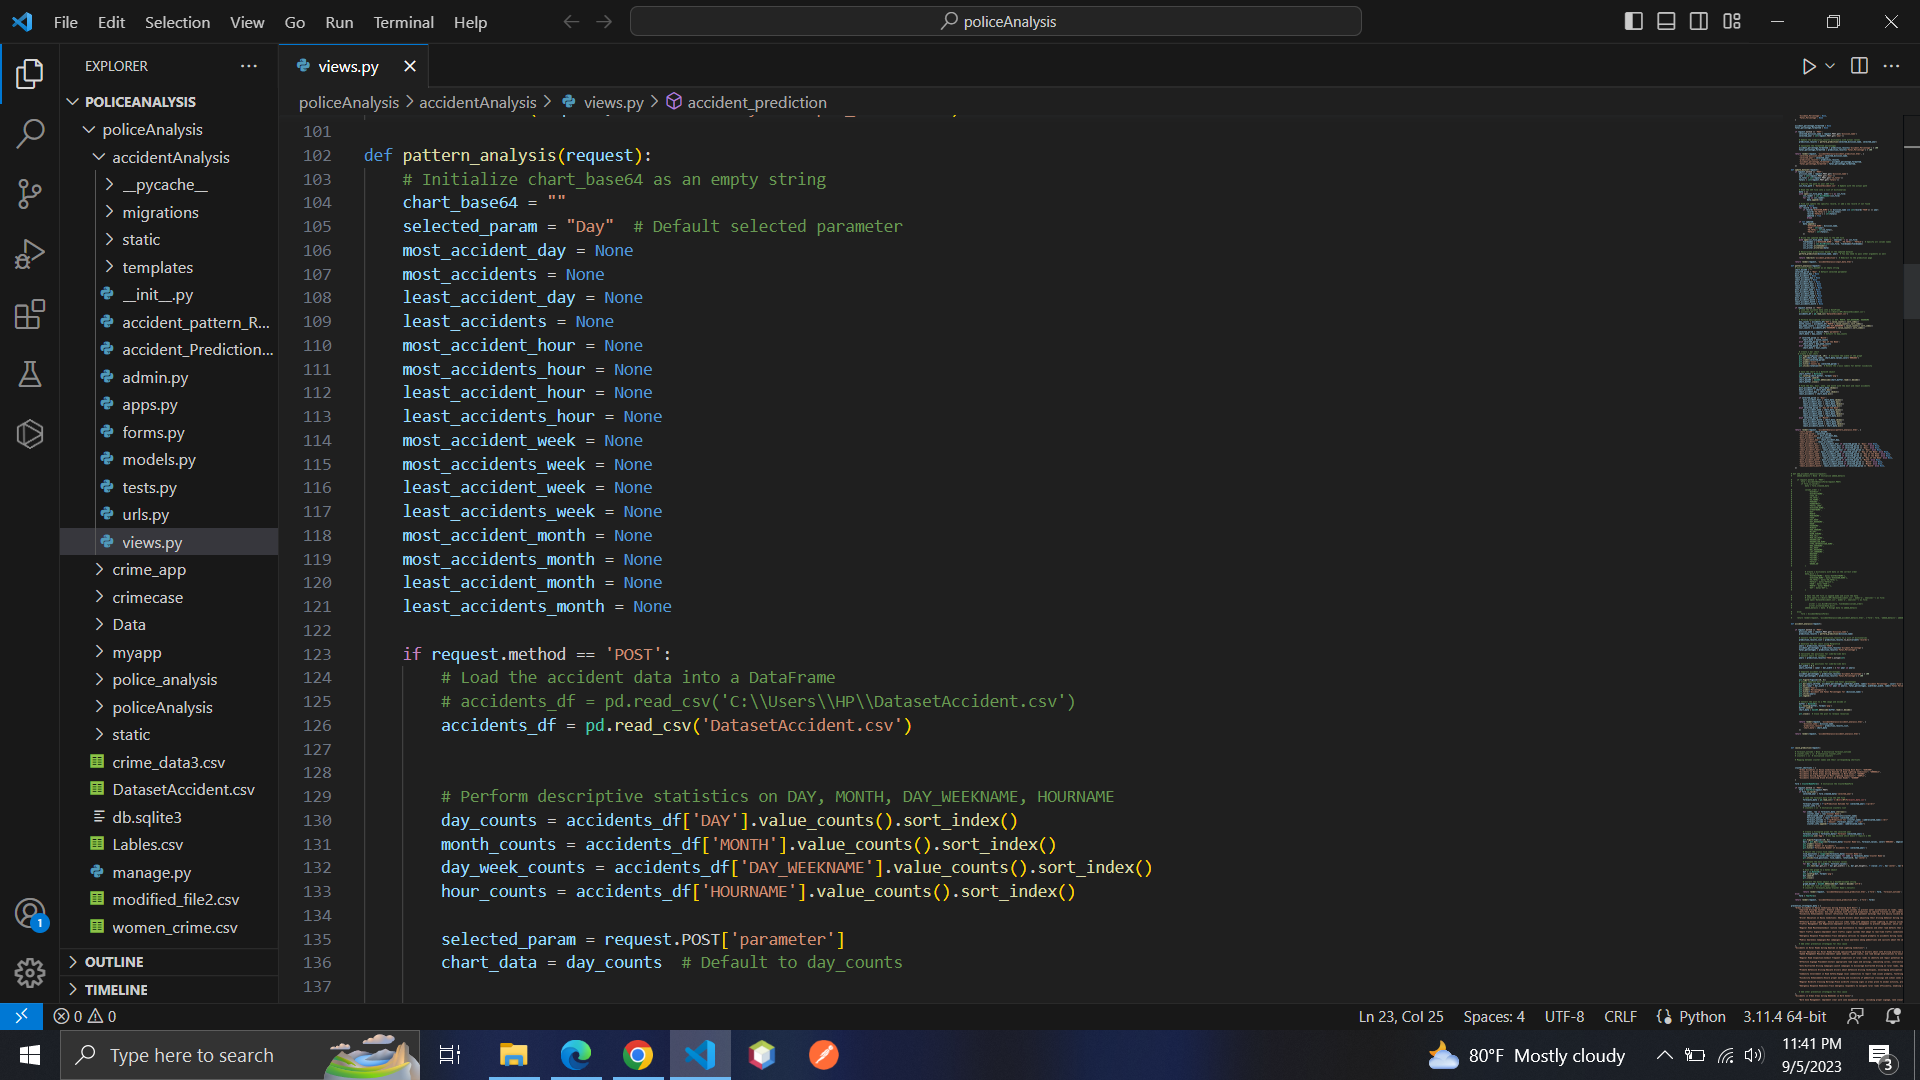 File Edit Selection View Go Run Terminal Help
policeAnalysis
EXPLORER
views.py
POLICEANALYSIS
policeAnalysis > accidentAnalysis > views.py > accident_prediction
policeAnalysis
accidentAnalysis
__pycache__
migrations
static
templates
__init__.py
accident_pattern_R...
accident_Prediction...
admin.py
apps.py
forms.py
models.py
tests.py
urls.py
views.py
crime_app
crimecase
Data
myapp
police_analysis
policeAnalysis
static
crime_data3.csv
DatasetAccident.csv
db.sqlite3
Lables.csv
manage.py
modified_file2.csv
women_crime.csv
OUTLINE
TIMELINE
101
102 def pattern_analysis(request):
103 # Initialize chart_base64 as an empty string
104 chart_base64 = ""
105 selected_param = "Day" # Default selected parameter
106 most_accident_day = None
107 most_accidents = None
108 least_accident_day = None
109 least_accidents = None
110 most_accident_hour = None
111 most_accidents_hour = None
112 least_accident_hour = None
113 least_accidents_hour = None
114 most_accident_week = None
115 most_accidents_week = None
116 least_accident_week = None
117 least_accidents_week = None
118 most_accident_month = None
119 most_accidents_month = None
120 least_accident_month = None
121 least_accidents_month = None
122
123 if request.method == 'POST':
124 # Load the accident data into a DataFrame
125 # accidents_df = pd.read_csv('C:\\Users\\HP\\DatasetAccident.csv')
126 accidents_df = pd.read_csv('DatasetAccident.csv')
127
128
129 # Perform descriptive statistics on DAY, MONTH, DAY_WEEKNAME, HOURNAME
130 day_counts = accidents_df['DAY'].value_counts().sort_index()
131 month_counts = accidents_df['MONTH'].value_counts().sort_index()
132 day_week_counts = accidents_df['DAY_WEEKNAME'].value_counts().sort_index()
133 hour_counts = accidents_df['HOURNAME'].value_counts().sort_index()
134
135 selected_param = request.POST['parameter']
136 chart_data = day_counts # Default to day_counts
137
1
0 0
Ln 23, Col 25 Spaces: 4 UTF-8 CRLF Python 3.11.4 64-bit
Type here to search
80°F Mostly cloudy
11:41 PM
9/5/2023
3